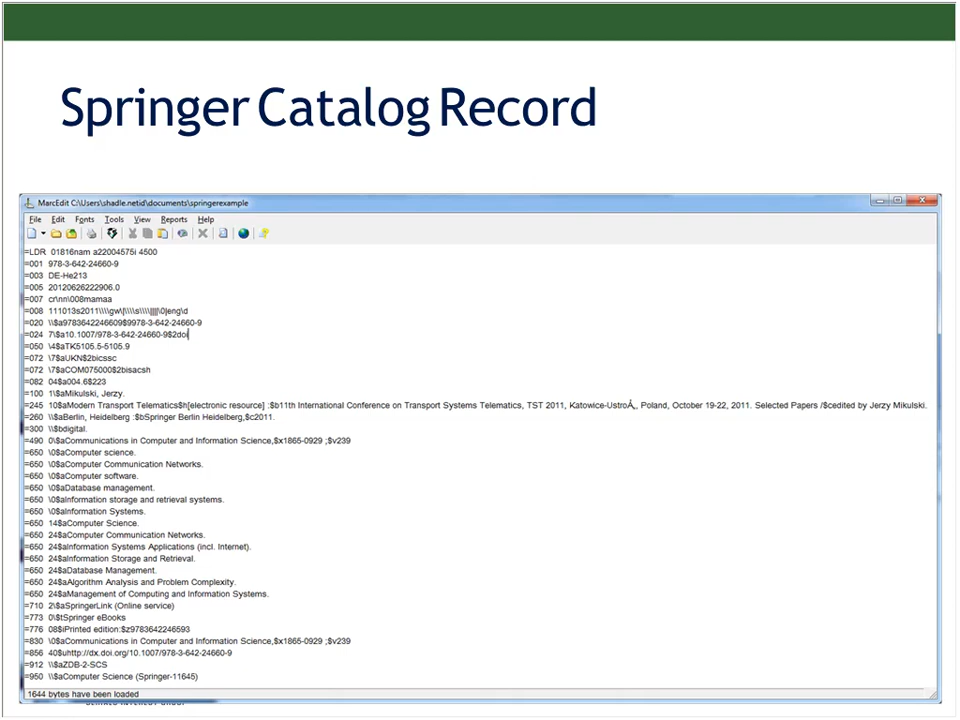 Springer Catalog Record
MarcEdit C:\Users\shadle.netid\documents\springerexample
File Edit Fonts Tools View Reports Help
=LDR 01816nam a22004575i 4500
=001 978-3-642-24660-9
=003 DE-He213
=005 20120626222906.0
=007 cr\nn\008mamaa
=008 111013s2011\\\\gw\|\\\\s\\\\||||\0|eng\d
=020 \\$a9783642246609$9978-3-642-24660-9
=024 7\$a10.1007/978-3-642-24660-9$2doi
=050 \4$aTK5105.5-5105.9
=072 \7$aUKN$2bicssc
=072 \7$aCOM075000$2bisacsh
=082 04$a004.6$223
=100 1\$aMikulski, Jerzy.
=245 10$aModern Transport Telematics$h[electronic resource] :$b11th International Conference on Transport Systems Telematics, TST 2011, Katowice-UstroÅ„, Poland, October 19-22, 2011. Selected Papers /$cedited by Jerzy Mikulski.
=260 \\$aBerlin, Heidelberg :$bSpringer Berlin Heidelberg,$c2011.
=300 \\$bdigital.
=490 0\$aCommunications in Computer and Information Science,$x1865-0929 ;$v239
=650 \0$aComputer science.
=650 \0$aComputer Communication Networks.
=650 \0$aComputer software.
=650 \0$aDatabase management.
=650 \0$aInformation storage and retrieval systems.
=650 \0$aInformation Systems.
=650 14$aComputer Science.
=650 24$aComputer Communication Networks.
=650 24$aInformation Systems Applications (incl. Internet).
=650 24$aInformation Storage and Retrieval.
=650 24$aDatabase Management.
=650 24$aAlgorithm Analysis and Problem Complexity.
=650 24$aManagement of Computing and Information Systems.
=710 2\$aSpringerLink (Online service)
=773 0\$tSpringer eBooks
=776 08$iPrinted edition:$z9783642246593
=830 \0$aCommunications in Computer and Information Science,$x1865-0929 ;$v239
=856 40$uhttp://dx.doi.org/10.1007/978-3-642-24660-9
=912 \\$aZDB-2-SCS
=950 \\$aComputer Science (Springer-11645)
1644 bytes have been loaded